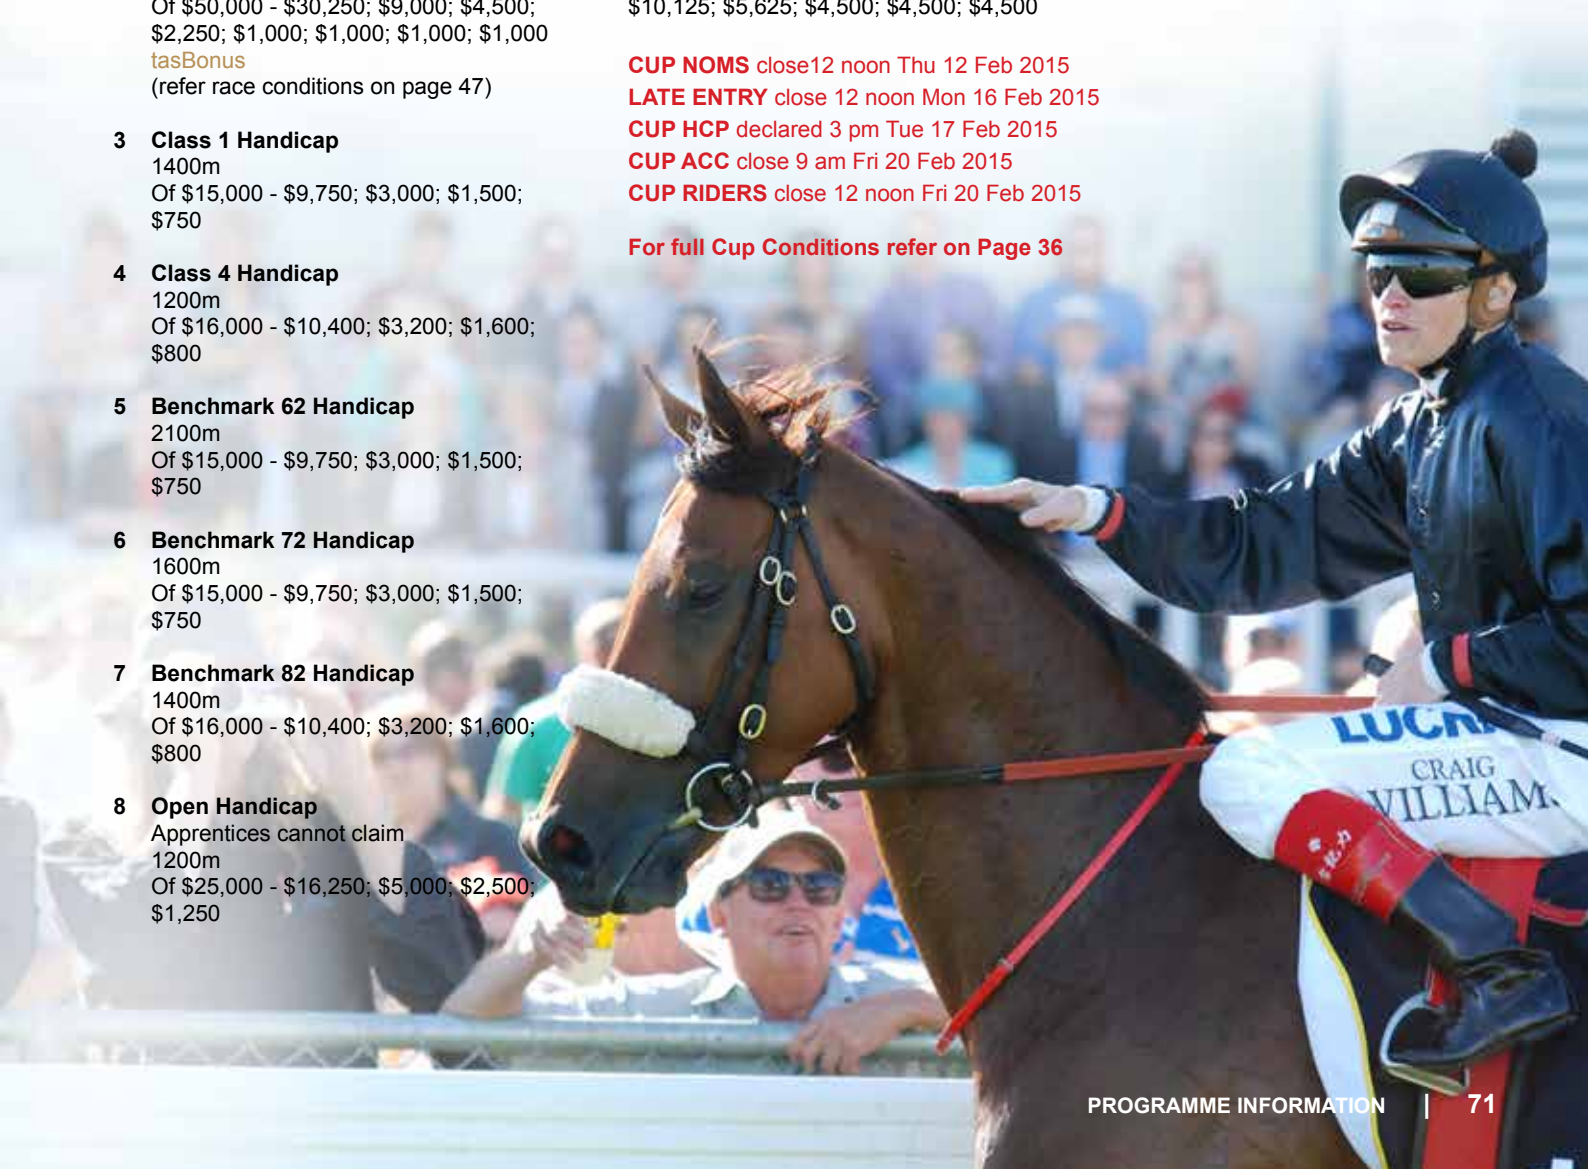 Of $50,000 - $30,250; $9,000; $4,500;
$2,250; $1,000; $1,000; $1,000; $1,000
tasBonus
(refer race conditions on page 47)
3 Class 1 Handicap
1400m
Of $15,000 - $9,750; $3,000; $1,500;
$750
4 Class 4 Handicap
1200m
Of $16,000 - $10,400; $3,200; $1,600;
$800
5 Benchmark 62 Handicap
2100m
Of $15,000 - $9,750; $3,000; $1,500;
$750
6 Benchmark 72 Handicap
1600m
Of $15,000 - $9,750; $3,000; $1,500;
$750
7 Benchmark 82 Handicap
1400m
Of $16,000 - $10,400; $3,200; $1,600;
$800
8 Open Handicap
Apprentices cannot claim
1200m
Of $25,000 - $16,250; $5,000; $2,500;
$1,250
$10,125; $5,625; $4,500; $4,500; $4,500
CUP NOMS close12 noon Thu 12 Feb 2015
LATE ENTRY close 12 noon Mon 16 Feb 2015
CUP HCP declared 3 pm Tue 17 Feb 2015
CUP ACC close 9 am Fri 20 Feb 2015
CUP RIDERS close 12 noon Fri 20 Feb 2015
For full Cup Conditions refer on Page 36
CRAIG
PROGRAMME INFORMATION | 71